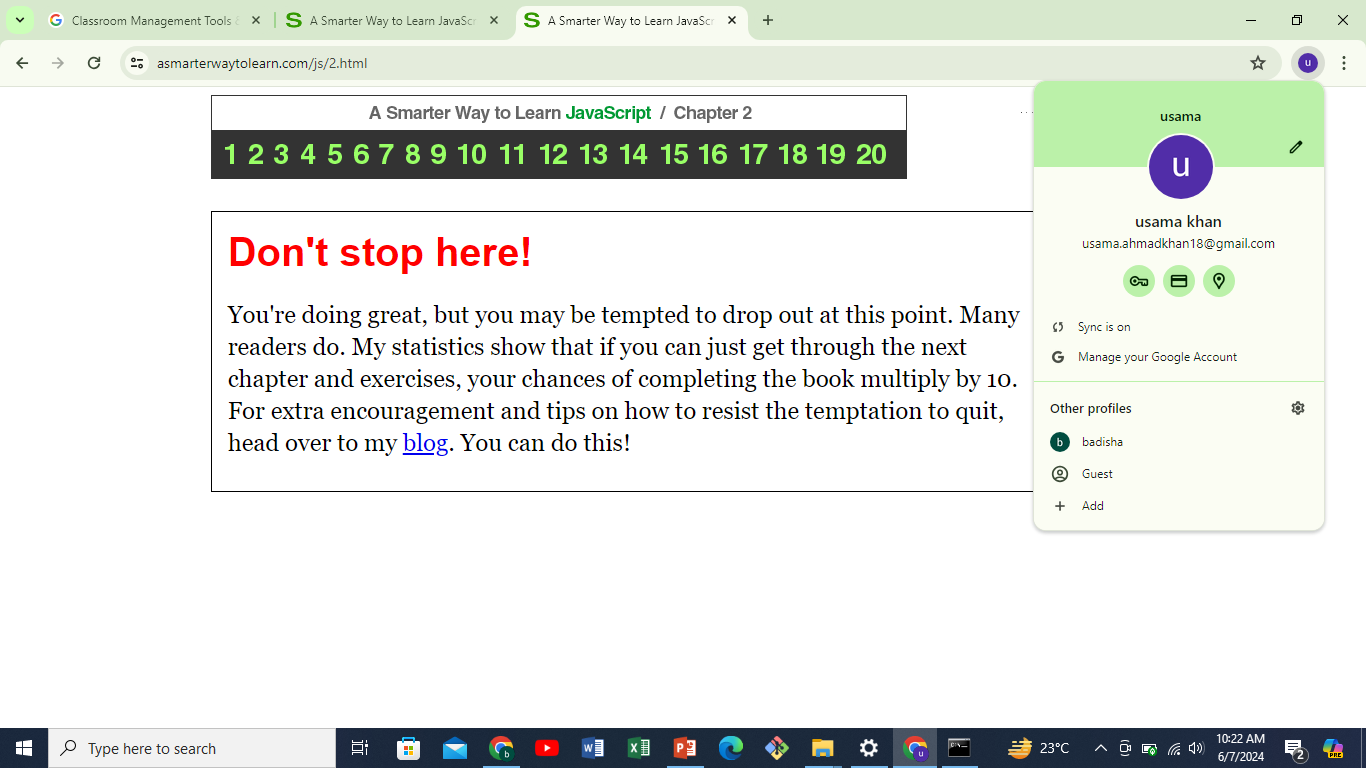 Classroom Management Tools &
A Smarter Way to Learn JavaScr
A Smarter Way to Learn JavaScr
asmarterwaytolearn.com/js/2.html
u
A Smarter Way to Learn JavaScript / Chapter 2
1 2 3 4 5 6 7 8 9 10 11 12 13 14 15 16 17 18 19 20
Don't stop here!
You're doing great, but you may be tempted to drop out at this point. Many
readers do. My statistics show that if you can just get through the next
chapter and exercises, your chances of completing the book multiply by 10.
For extra encouragement and tips on how to resist the temptation to quit,
head over to my blog. You can do this!
usama
u
usama khan
usama.ahmadkhan18@gmail.com
Sync is on
Manage your Google Account
Other profiles
b badisha
Guest
Add
Type here to search
23°C
10:22 AM
6/7/2024
2